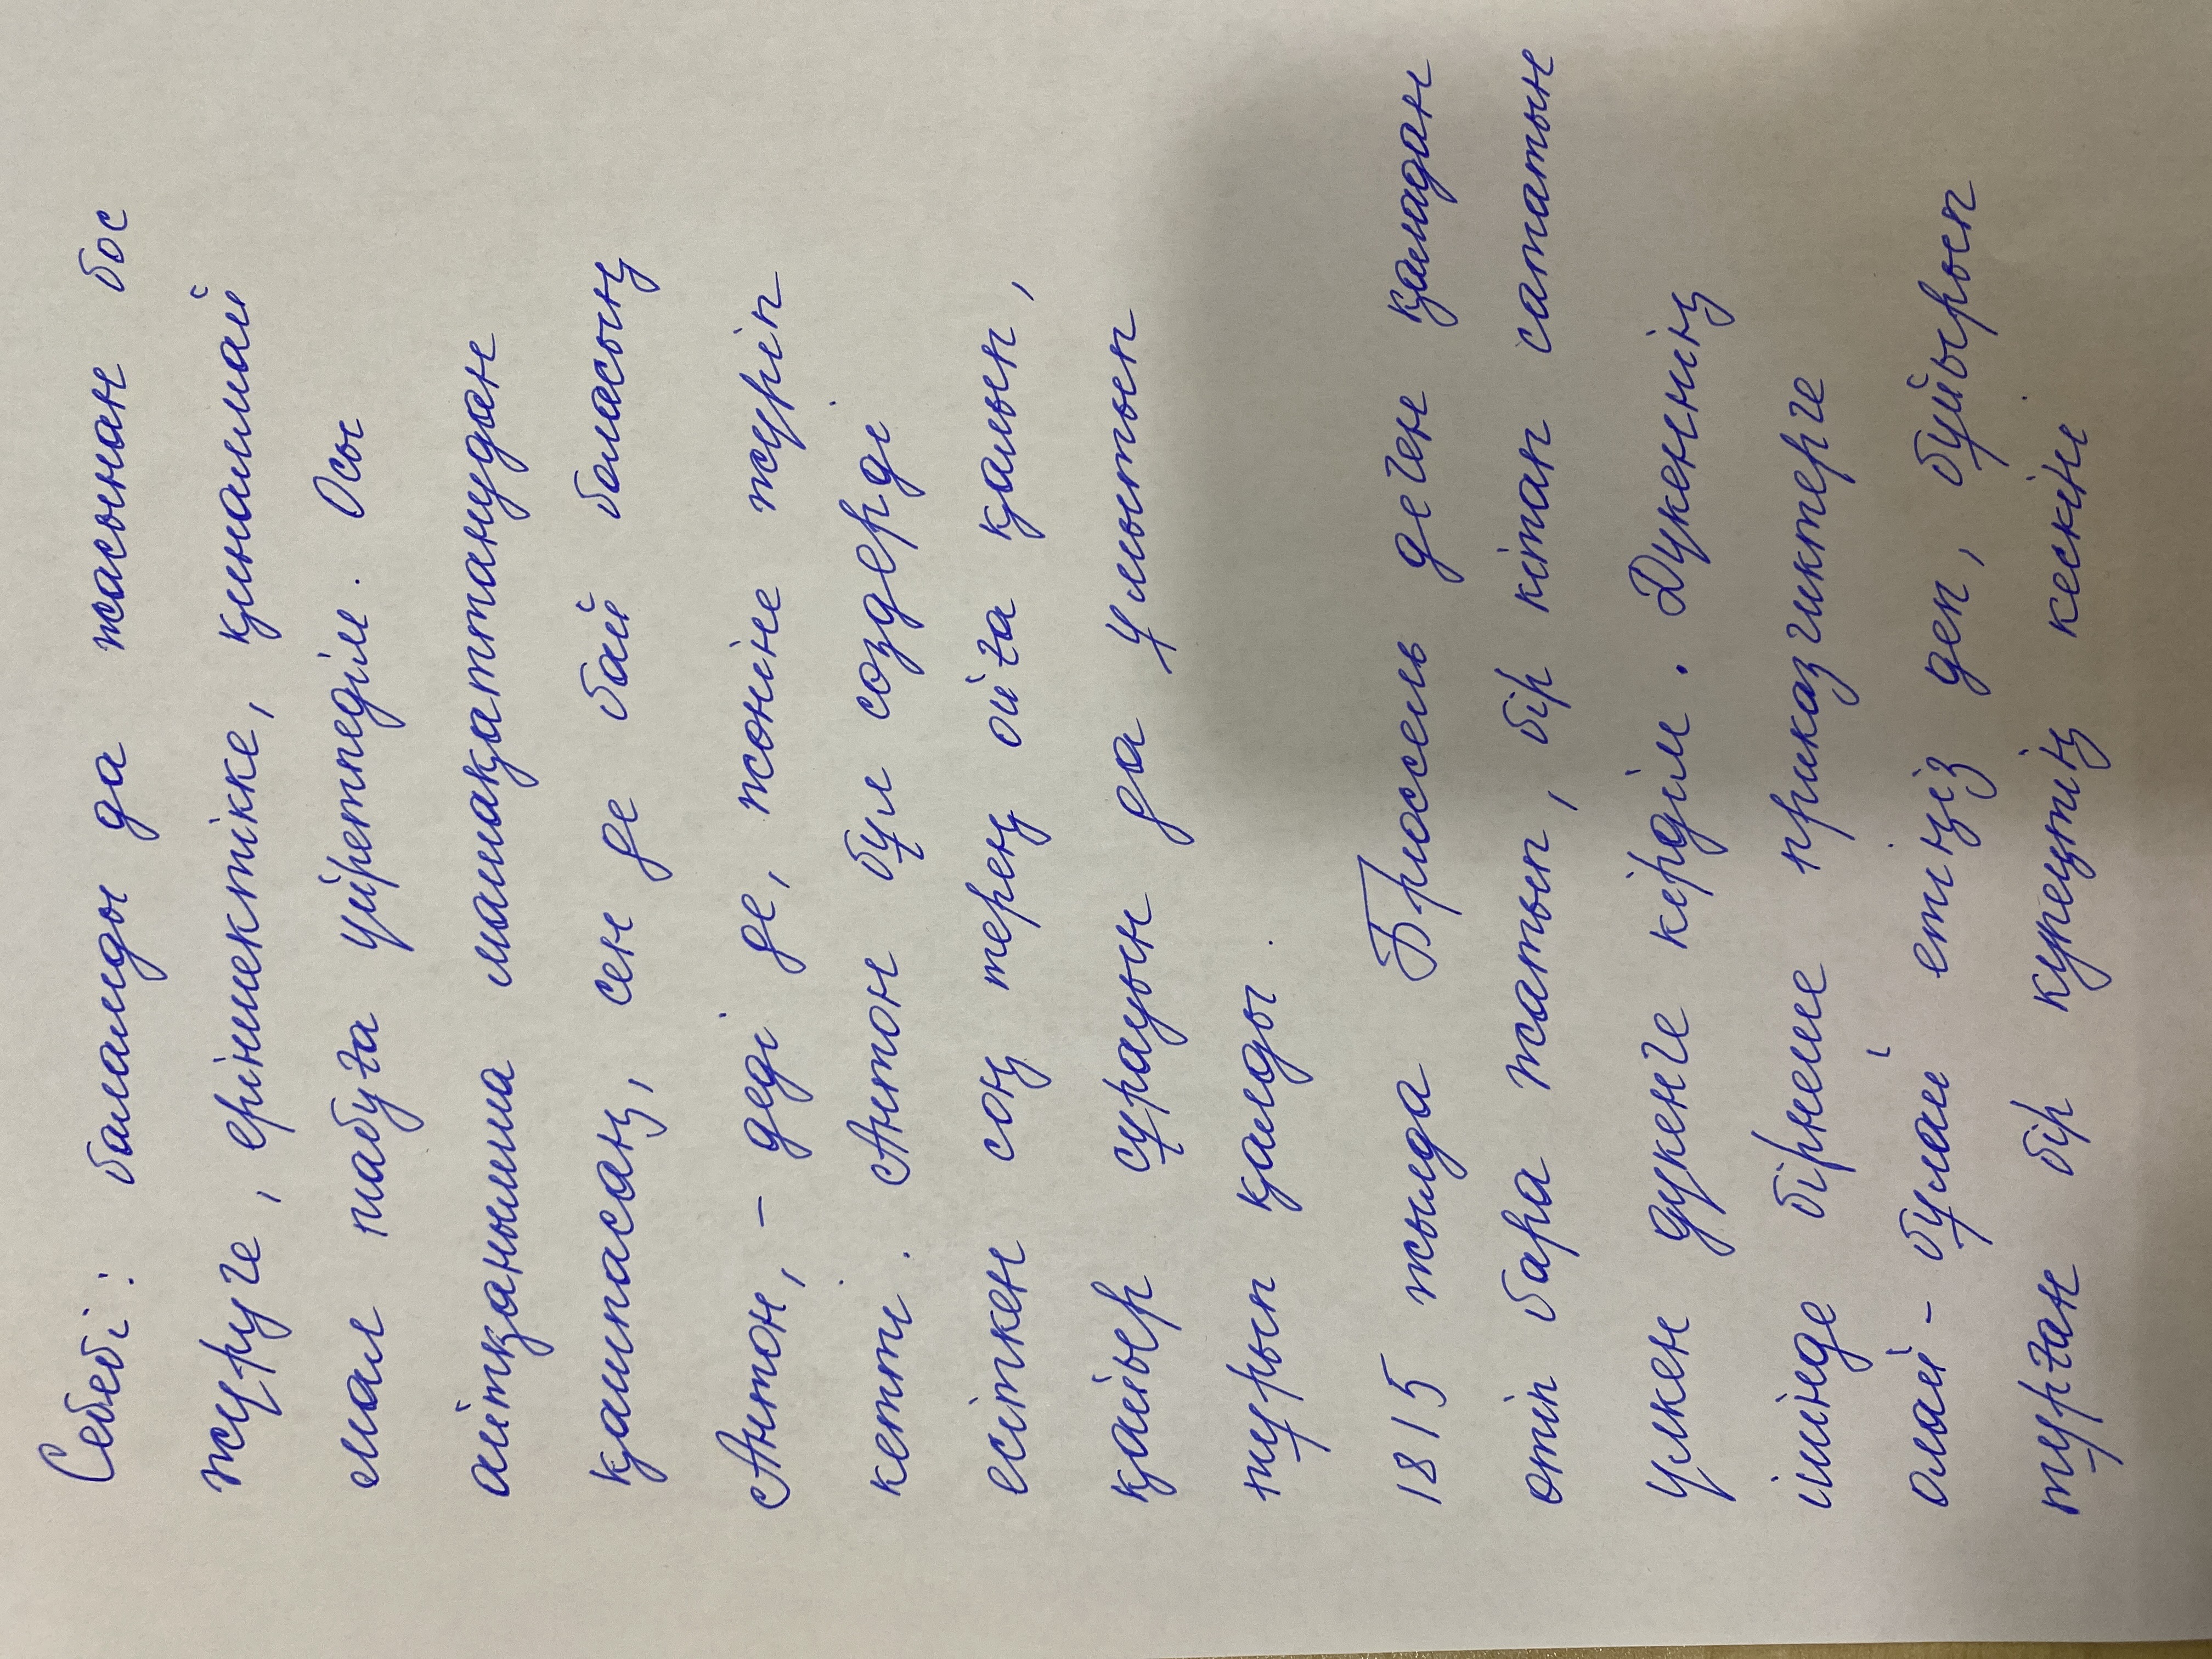 Себебі: баламды да жасынан бос
жүруге, еріншектікке, қиналмай
мал табуға үйретпедім. Осы
айтқанымша машақаттанудан
қашпасаң, сен де бай боласың
Антон, - деді де, жөніне жүріп
кетті. Антон бұл сөздерді
есіткен соң терең ойға қалып,
қайыр сұрауын да ұмытып
тұрып қалды.
1815 жылда Брюссель деген қаладан
өтіп бара жатып, бір кітап сататын
үлкен дүкенге кірдім. Дүкеннің
ішінде бірнеше приказчиктерге
олай - бұлай етіңіз деп, бұйырып
тұрған бір купецтің кескіні